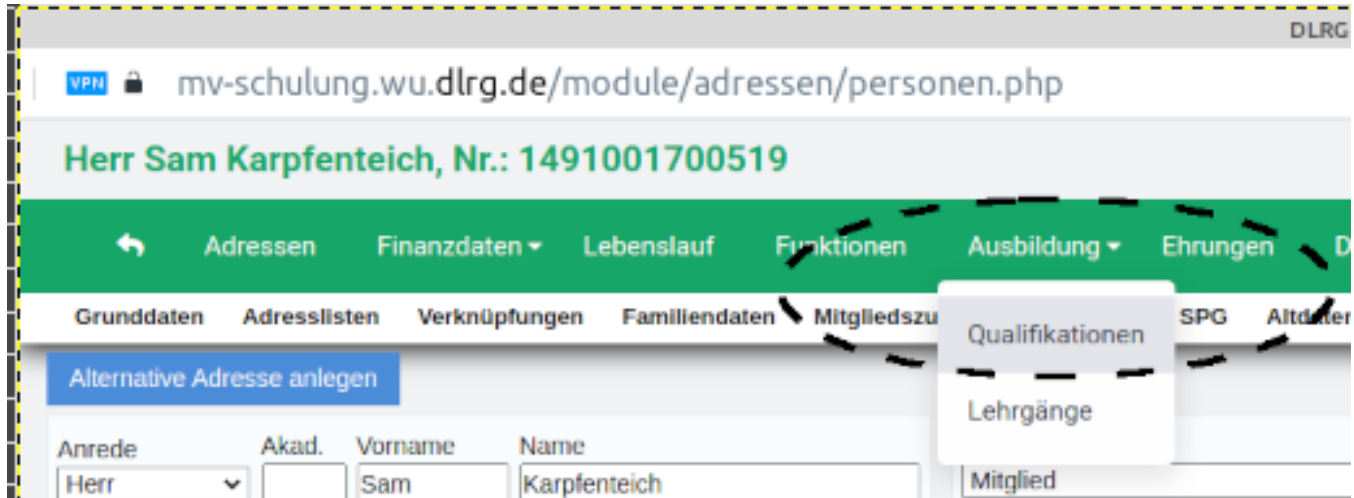 DLRG
VPN mv-schulung.wu.dlrg.de/module/adressen/personen.php
Herr Sam Karpfenteich, Nr.: 1491001700519
Adressen Finanzdaten Lebenslauf Funktionen Ausbildung Ehrungen D
Grunddaten Adresslisten Verknüpfungen Familiendaten Mitgliedszu SPG Altdaten
Qualifikationen
Alternative Adresse anlegen
Lehrgänge
Anrede Akad. Vorname Name
Herr Sam Karpfenteich Mitglied